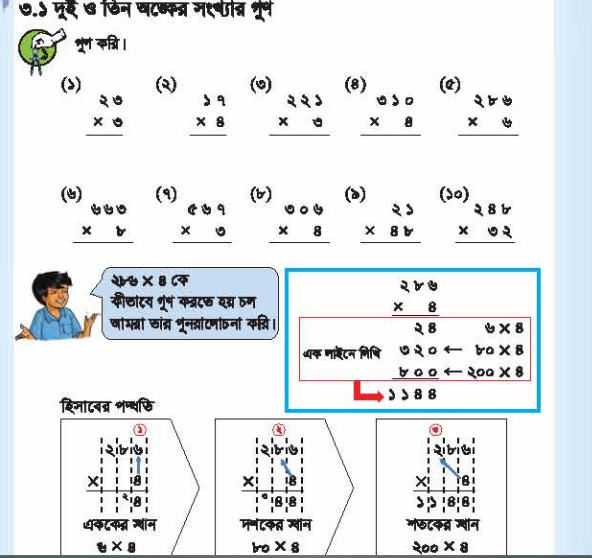 ৩.১ দুই ও তিন অঙ্কের সংখ্যার গুণ
১
গুণ করি।
(১) (২) (৩) (৪) (৫)
২৩ ১৭ ২২১ ৩১০ ২৮৬
× ৩ × ৪ × ৩ × ৪ × ৬
(৬) (৭) (৮) (৯) (১০)
৬৬৩ ৫৬৭ ৩০৬ ২১ ২৪৮
× ৮ × ৩ × ৪ × ৪৮ × ৩২
২৮৬ × ৪ কে
কীভাবে গুণ করতে হয় চল
আমরা তার পুনরালোচনা করি।
২৮৬
× ৪
২৪ ৬ × ৪
এক লাইনে লিখি ৩২০ ← ৮০ × ৪
৮০০ ← ২০০ × ৪
১১৪৪
হিসাবের পদ্ধতি
১ ২ ৩
২৮৬ ২৮৬ ২৮৬
× ৪ × ৪ × ৪
২৪ ৩৪৪ ১১৪৪
এককের স্থান দশকের স্থান শতকের স্থান
৬ × ৪ ৮০ × ৪ ২০০ × ৪